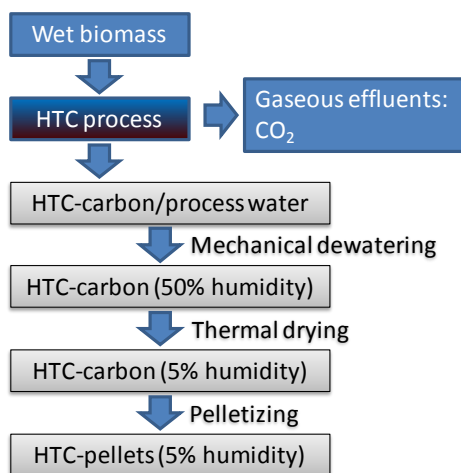 Wet biomass
HTC process
Gaseous effluents:
CO₂
HTC-carbon/process water
Mechanical dewatering
HTC-carbon (50% humidity)
Thermal drying
HTC-carbon (5% humidity)
Pelletizing
HTC-pellets (5% humidity)